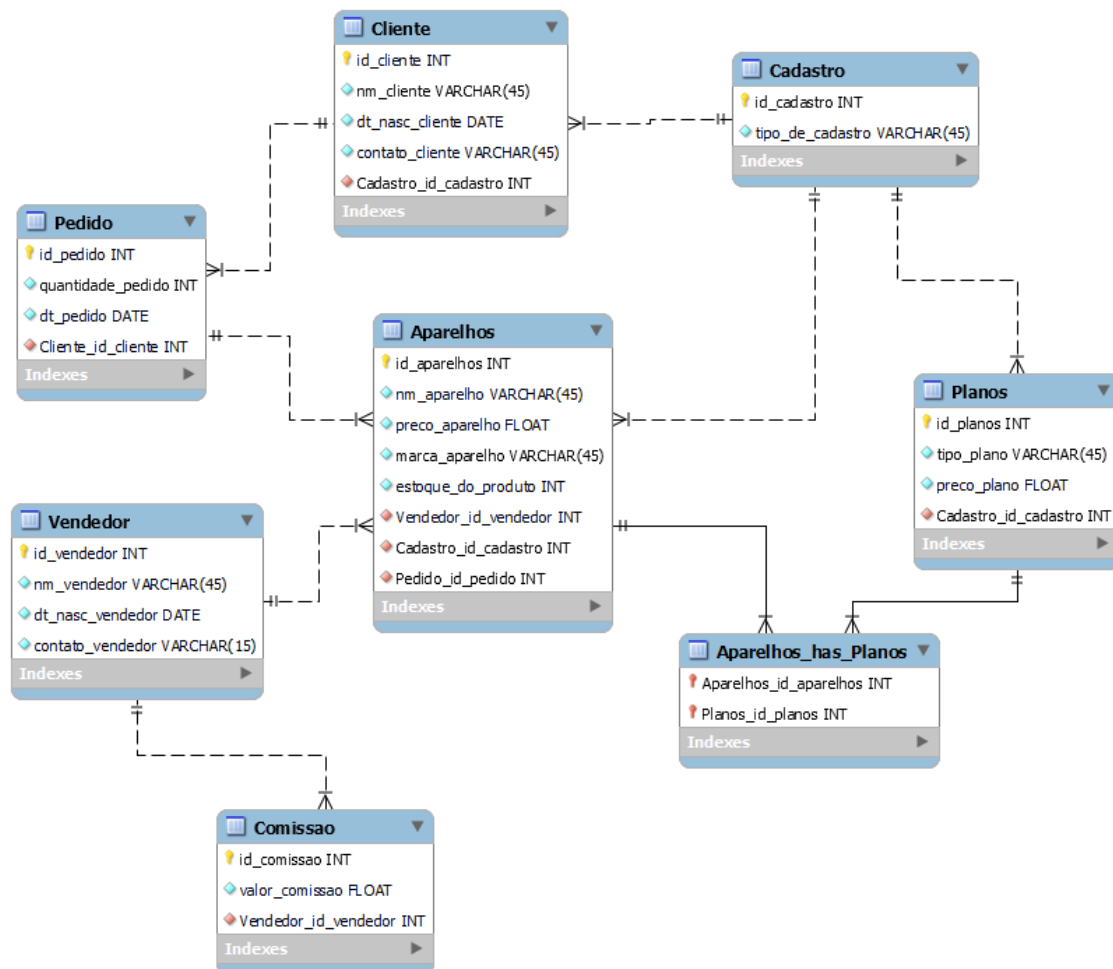 Cliente
id_cliente INT
nm_cliente VARCHAR(45)
dt_nasc_cliente DATE
contato_cliente VARCHAR(45)
Cadastro_id_cadastro INT
Indexes
Cadastro
id_cadastro INT
tipo_de_cadastro VARCHAR(45)
Indexes
Pedido
id_pedido INT
quantidade_pedido INT
dt_pedido DATE
Cliente_id_cliente INT
Indexes
Aparelhos
id_aparelhos INT
nm_aparelho VARCHAR(45)
preco_aparelho FLOAT
marca_aparelho VARCHAR(45)
estoque_do_produto INT
Vendedor_id_vendedor INT
Cadastro_id_cadastro INT
Pedido_id_pedido INT
Indexes
Planos
id_planos INT
tipo_plano VARCHAR(45)
preco_plano FLOAT
Cadastro_id_cadastro INT
Indexes
Vendedor
id_vendedor INT
nm_vendedor VARCHAR(45)
dt_nasc_vendedor DATE
contato_vendedor VARCHAR(15)
Indexes
Aparelhos_has_Planos
Aparelhos_id_aparelhos INT
Planos_id_planos INT
Indexes
Comissao
id_comissao INT
valor_comissao FLOAT
Vendedor_id_vendedor INT
Indexes